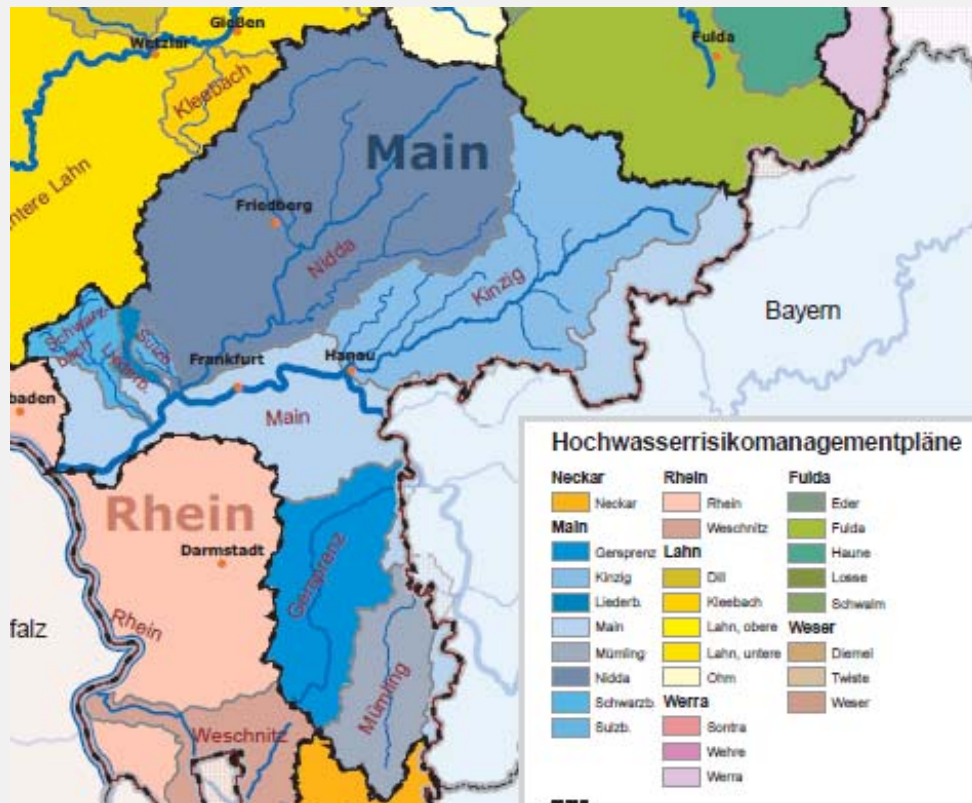 Gießen
Wetzlar
Fulda
Kleebach
Main
ntere Lahn
Friedberg
Nidda
Kinzig
Bayern
Schwarz-
bach
Liederb.
Sulzb.
Frankfurt
Hanau
baden
Main
Rhein
Darmstadt
Gersprenz
Rhein
falz
Mümling
Weschnitz
Hochwasserrisikomanagementpläne
Neckar
Neckar
Main
Gersprenz
Kinzig
Liederb.
Main
Mümling
Nidda
Schwarzb.
Sulzb.
Rhein
Rhein
Weschnitz
Lahn
Dill
Kleebach
Lahn, obere
Lahn, untere
Ohm
Werra
Sontra
Wehre
Werra
Fulda
Eder
Fulda
Haune
Losse
Schwalm
Weser
Diemel
Twiste
Weser